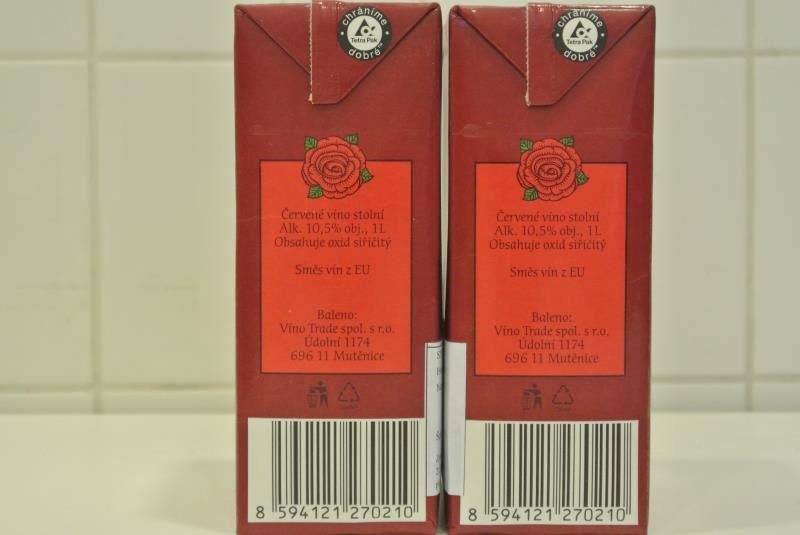 chráníme
Tetra Pak
dobré™
Červené víno stolní
Alk. 10,5% obj., 1L
Obsahuje oxid siřičitý
Směs vín z EU
Baleno:
Víno Trade spol. s r.o.
Údolní 1174
696 11 Mutěnice
8 594121 270210
chráníme
Tetra Pak
dobré™
Červené víno stolní
Alk. 10,5% obj., 1L
Obsahuje oxid siřičitý
Směs vín z EU
Baleno:
Víno Trade spol. s r.o.
Údolní 1174
696 11 Mutěnice
8 594121 270210